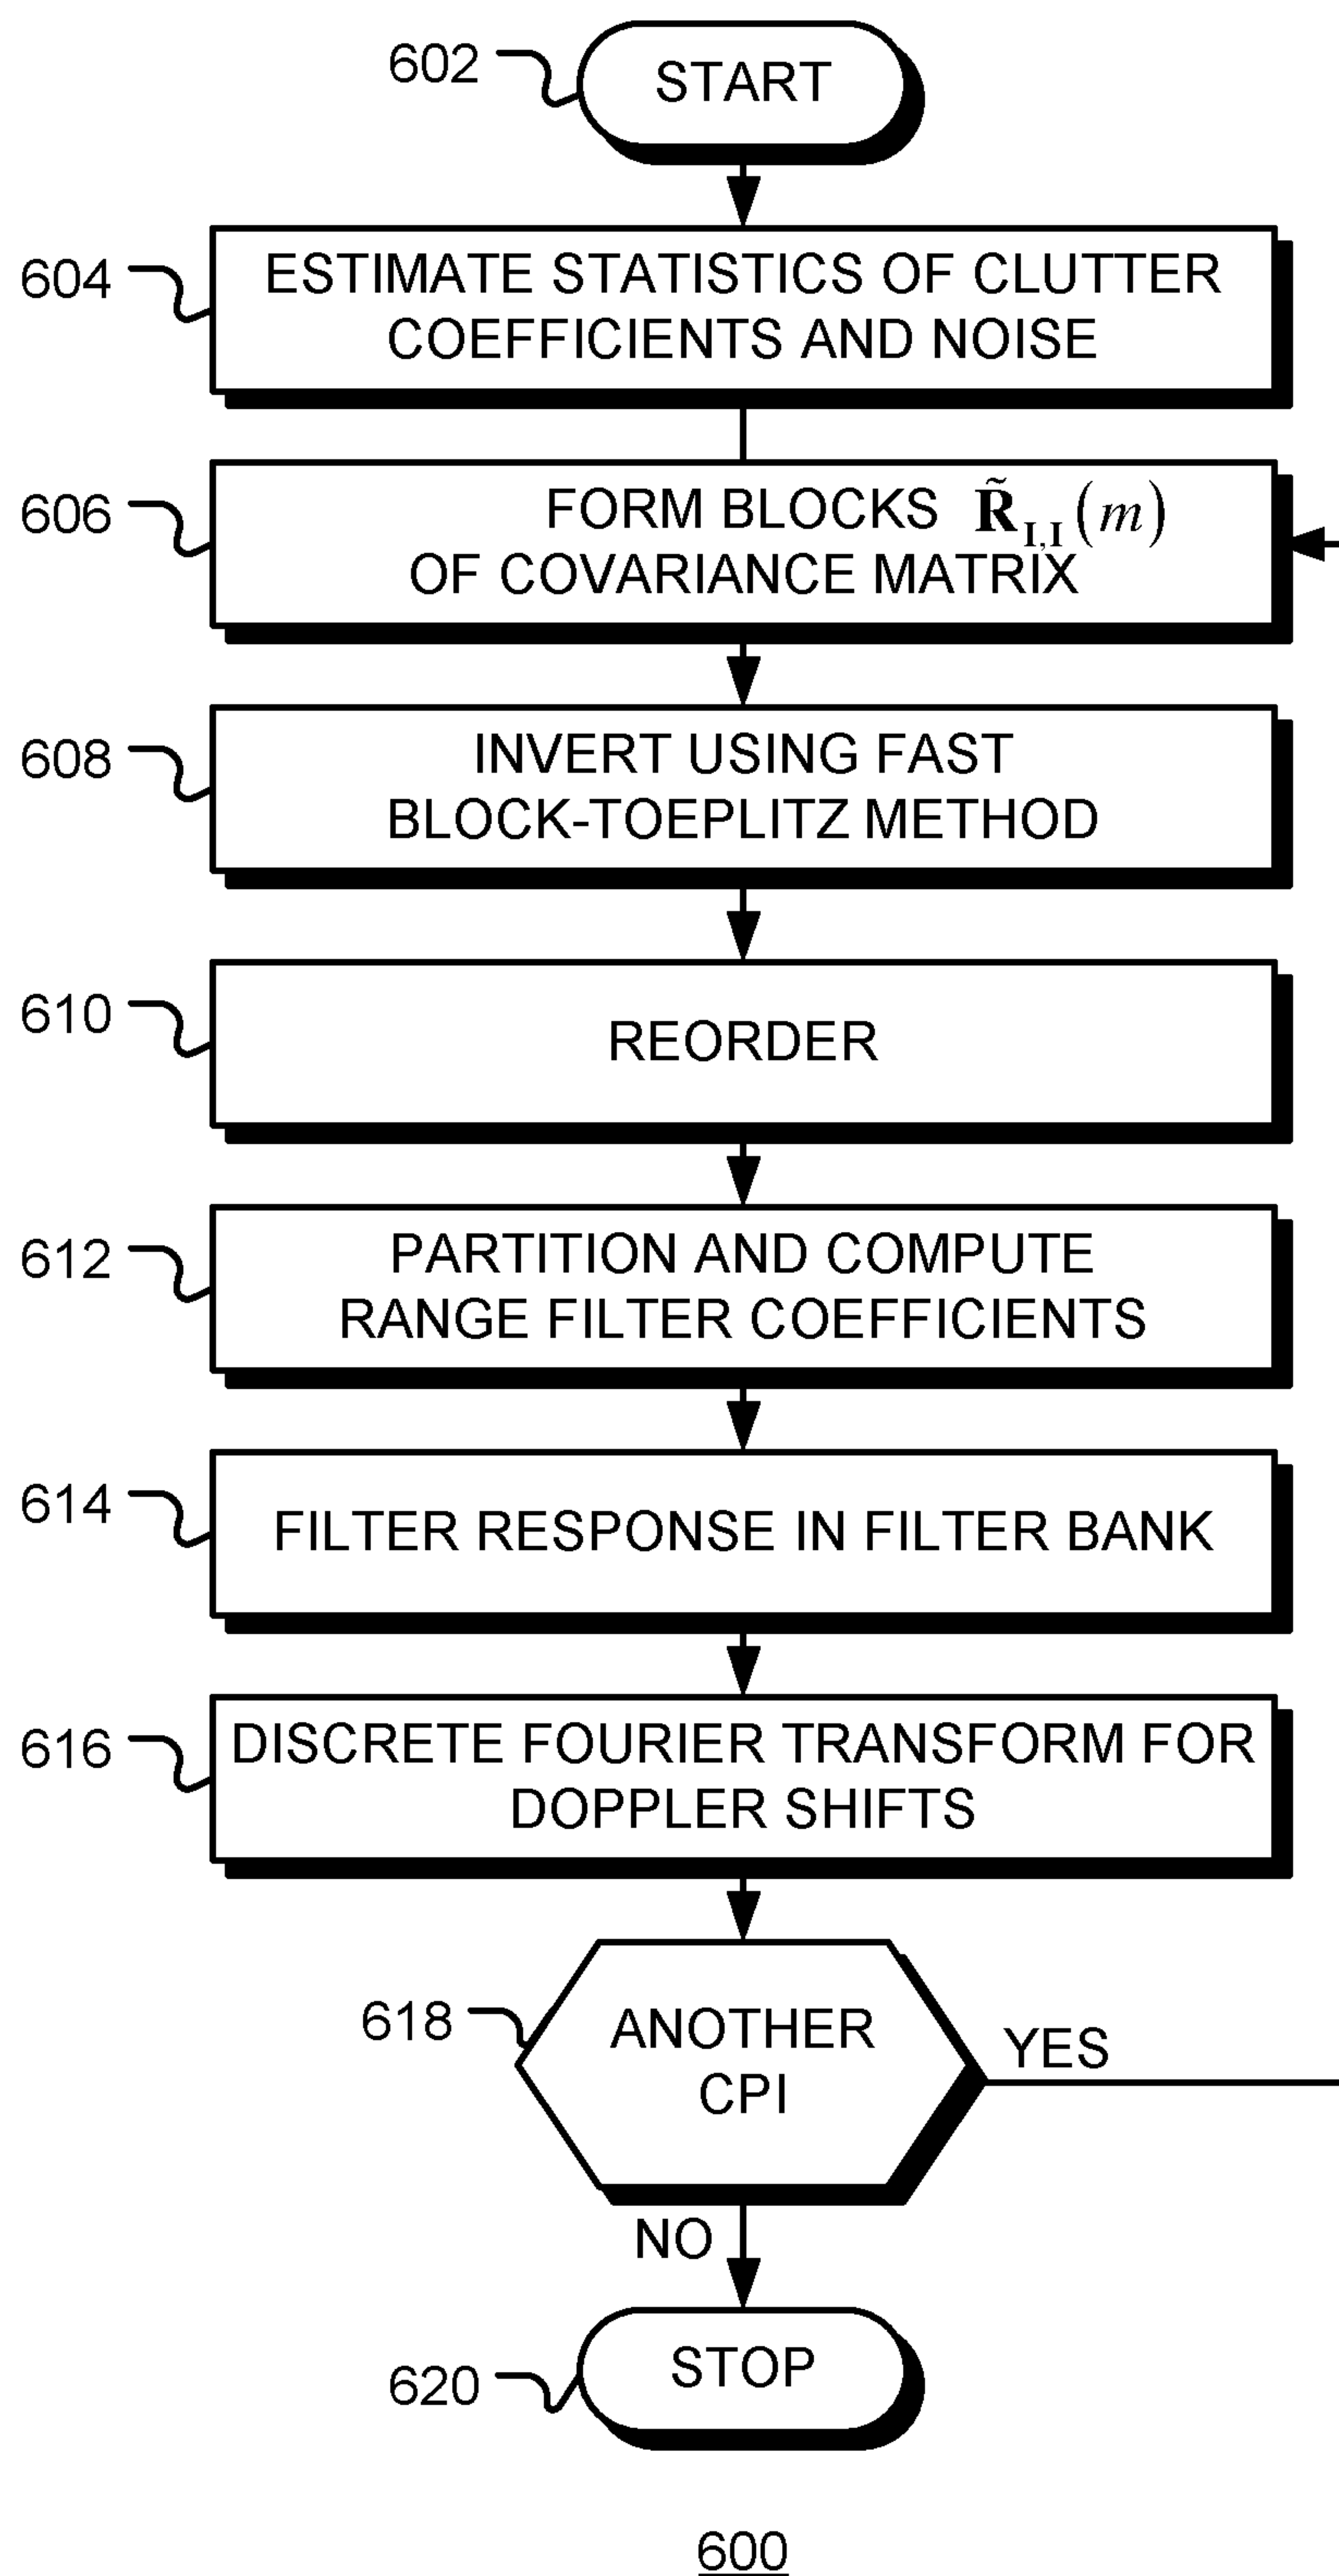 602
START
604
ESTIMATE STATISTICS OF CLUTTER
COEFFICIENTS AND NOISE
606
FORM BLOCKS R̃_I,I(m)
OF COVARIANCE MATRIX
608
INVERT USING FAST
BLOCK-TOEPLITZ METHOD
610
REORDER
612
PARTITION AND COMPUTE
RANGE FILTER COEFFICIENTS
614
FILTER RESPONSE IN FILTER BANK
616
DISCRETE FOURIER TRANSFORM FOR
DOPPLER SHIFTS
618
ANOTHER
CPI
YES
NO
620
STOP
600